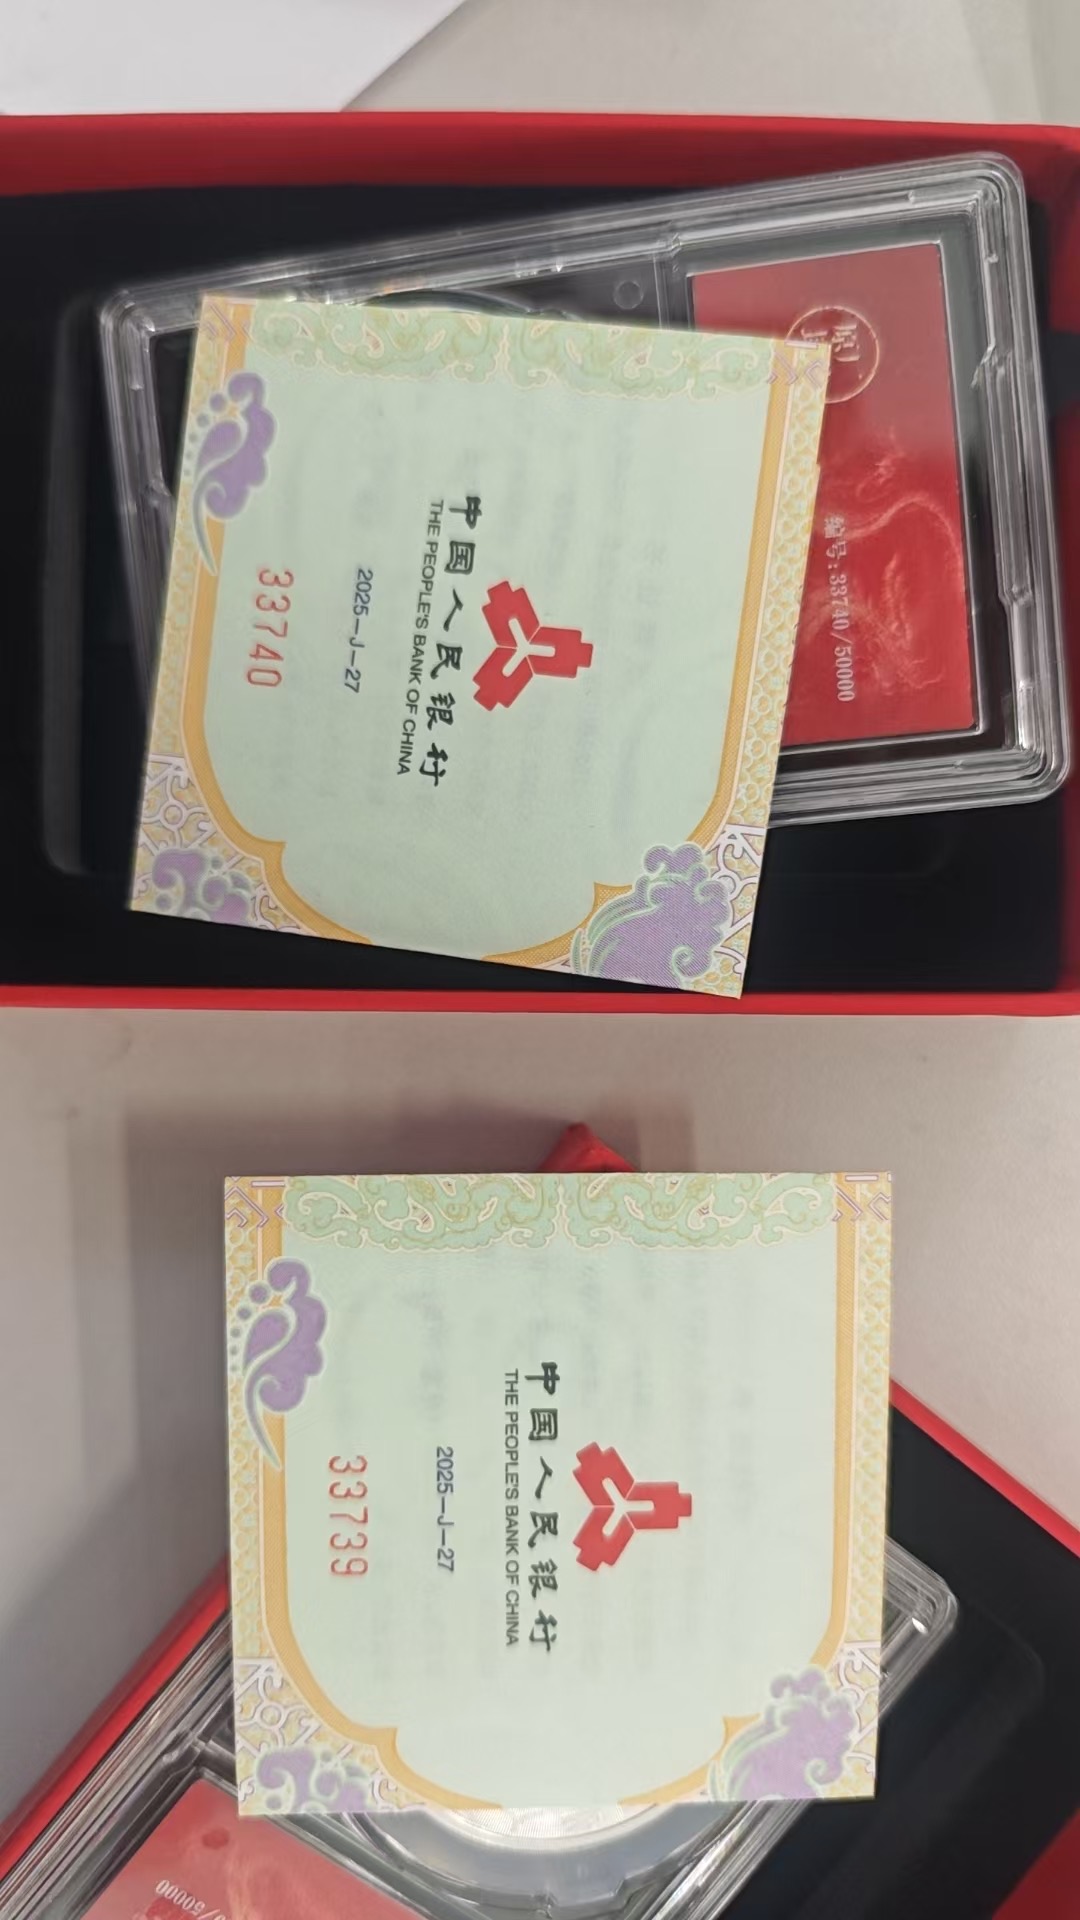 中国人民银行
THE PEOPLE'S BANK OF CHINA
2025-J-27
33740
编号:33740/50000
中国人民银行
THE PEOPLE'S BANK OF CHINA
2025-J-27
33739
/50000